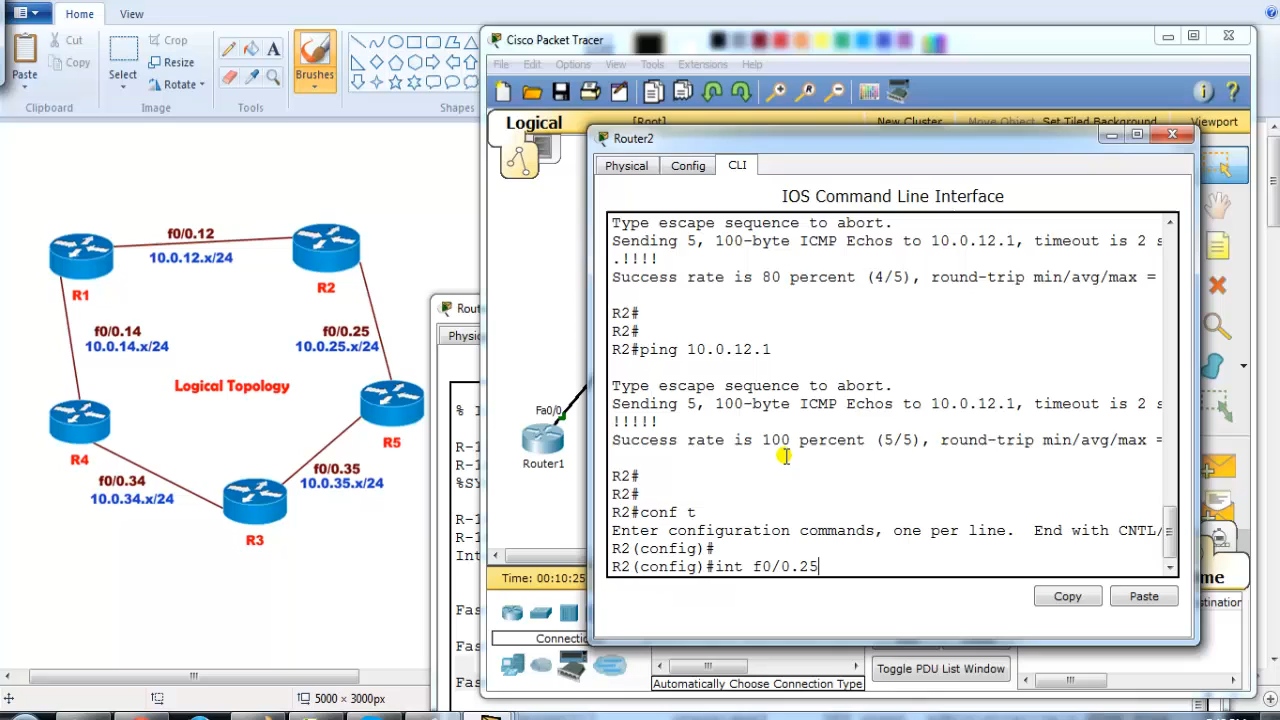 Home
View
Cut
Crop
Copy
Resize
Rotate
Paste
Select
Brushes
Clipboard
Image
Tools
Shapes
f0/0.12
10.0.12.x/24
R1
R2
f0/0.14
10.0.14.x/24
f0/0.25
10.0.25.x/24
Logical Topology
R4
R5
f0/0.34
10.0.34.x/24
f0/0.35
10.0.35.x/24
R3
5000 × 3000px
Cisco Packet Tracer
File Edit Options View Tools Extensions Help
Logical
[Root]
New Cluster
Move Object
Set Tiled Background
Viewport
Fa0/0
Router1
Time: 00:10:25
Automatically Choose Connection Type
Toggle PDU List Window
Router2
Physical
Config
CLI
IOS Command Line Interface
Type escape sequence to abort.
Sending 5, 100-byte ICMP Echos to 10.0.12.1, timeout is 2 s
.!!!!
Success rate is 80 percent (4/5), round-trip min/avg/max =
R2#
R2#
R2#ping 10.0.12.1
Type escape sequence to abort.
Sending 5, 100-byte ICMP Echos to 10.0.12.1, timeout is 2 s
!!!!!
Success rate is 100 percent (5/5), round-trip min/avg/max =
R2#
R2#
R2#conf t
Enter configuration commands, one per line. End with CNTL/
R2(config)#
R2(config)#int f0/0.25
Copy
Paste